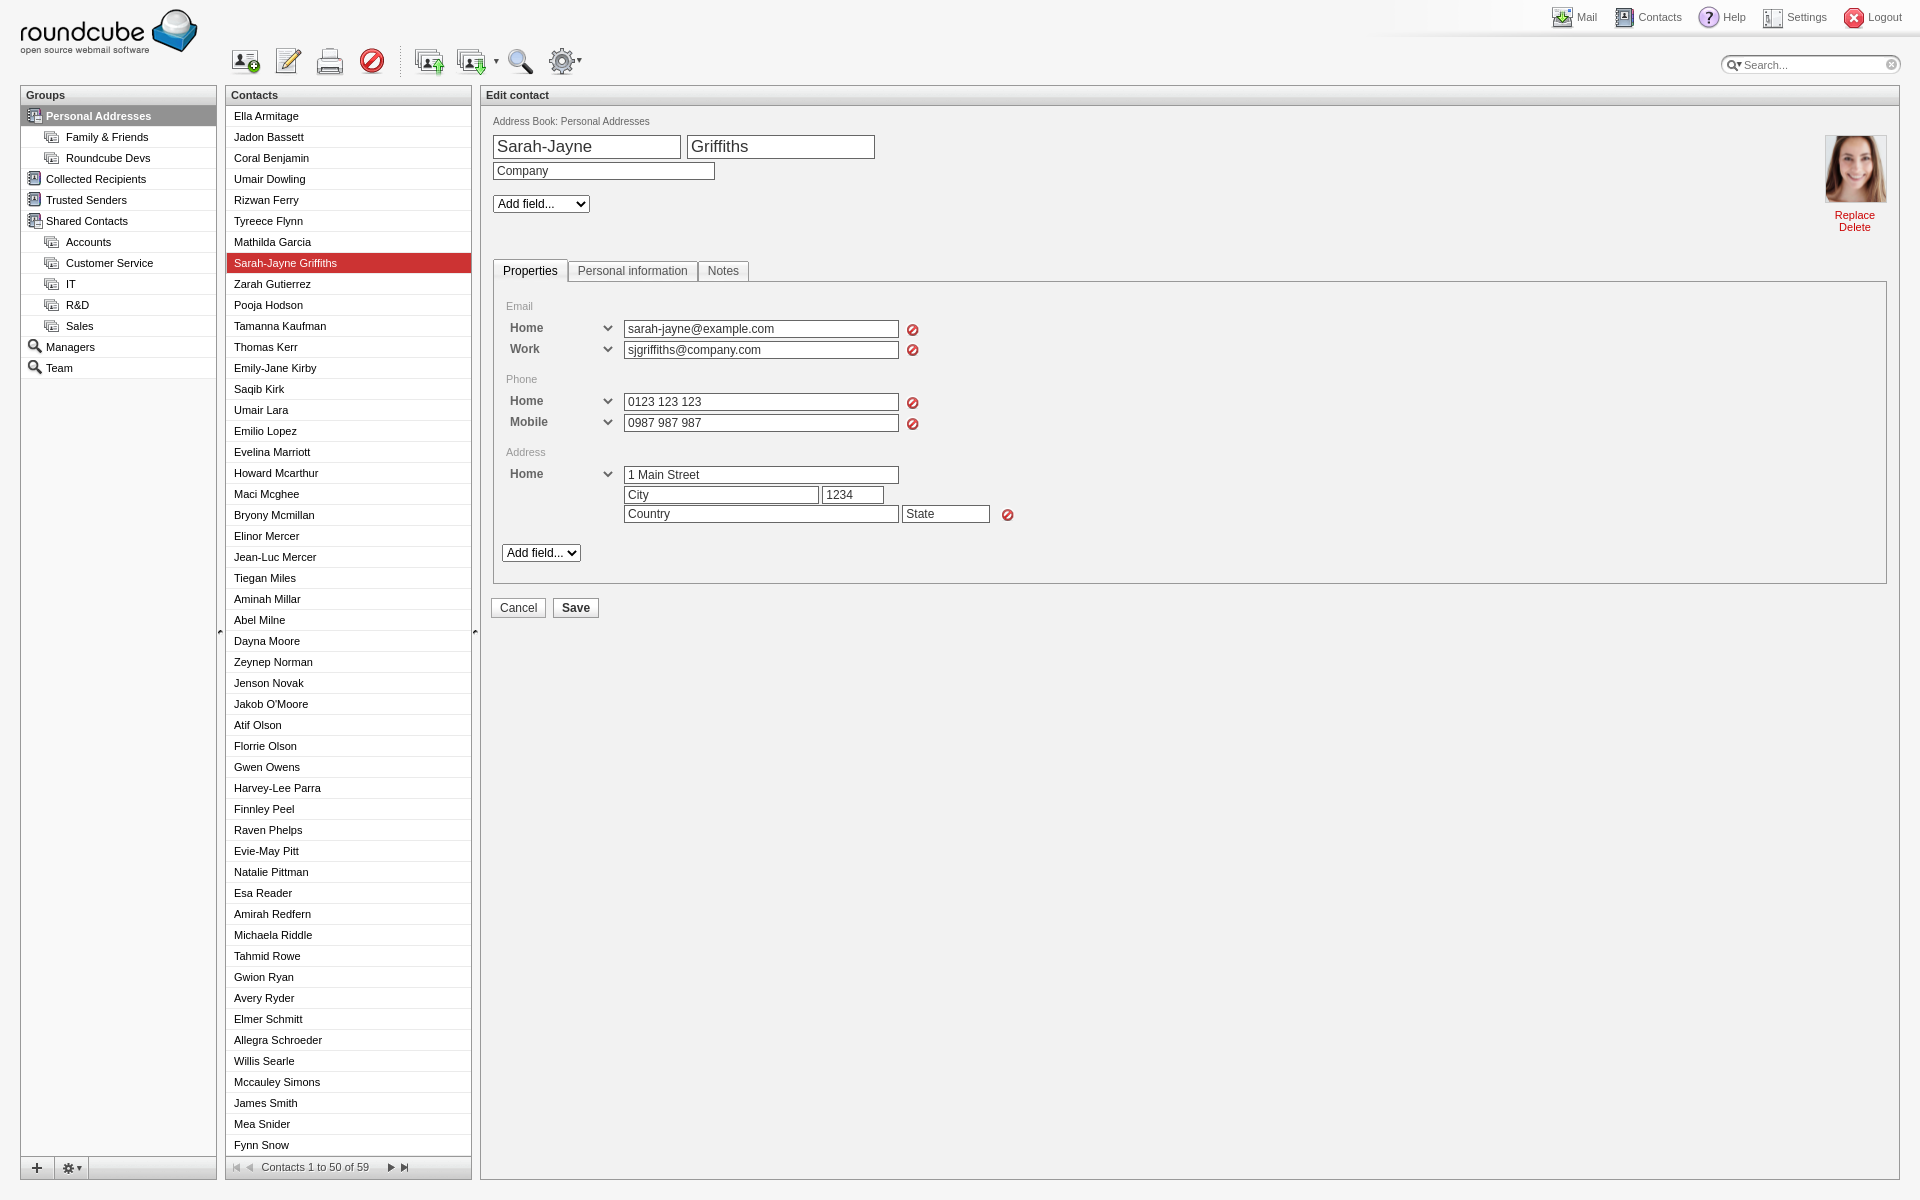 roundcube
open source webmail software
Mail
Contacts
Help
Settings
Logout
Search...
Groups
Personal Addresses
Family & Friends
Roundcube Devs
Collected Recipients
Trusted Senders
Shared Contacts
Accounts
Customer Service
IT
R&D
Sales
Managers
Team
Contacts
Ella Armitage
Jadon Bassett
Coral Benjamin
Umair Dowling
Rizwan Ferry
Tyreece Flynn
Mathilda Garcia
Sarah-Jayne Griffiths
Zarah Gutierrez
Pooja Hodson
Tamanna Kaufman
Thomas Kerr
Emily-Jane Kirby
Saqib Kirk
Umair Lara
Emilio Lopez
Evelina Marriott
Howard Mcarthur
Maci Mcghee
Bryony Mcmillan
Elinor Mercer
Jean-Luc Mercer
Tiegan Miles
Aminah Millar
Abel Milne
Dayna Moore
Zeynep Norman
Jenson Novak
Jakob O'Moore
Atif Olson
Florrie Olson
Gwen Owens
Harvey-Lee Parra
Finnley Peel
Raven Phelps
Evie-May Pitt
Natalie Pittman
Esa Reader
Amirah Redfern
Michaela Riddle
Tahmid Rowe
Gwion Ryan
Avery Ryder
Elmer Schmitt
Allegra Schroeder
Willis Searle
Mccauley Simons
James Smith
Mea Snider
Fynn Snow
Contacts 1 to 50 of 59
Edit contact
Address Book: Personal Addresses
Sarah-Jayne Griffiths
Company
Add field...
Replace
Delete
Properties
Personal information
Notes
Email
Home sarah-jayne@example.com
Work sjgriffiths@company.com
Phone
Home 0123 123 123
Mobile 0987 987 987
Address
Home 1 Main Street
City 1234
Country State
Add field...
Cancel Save